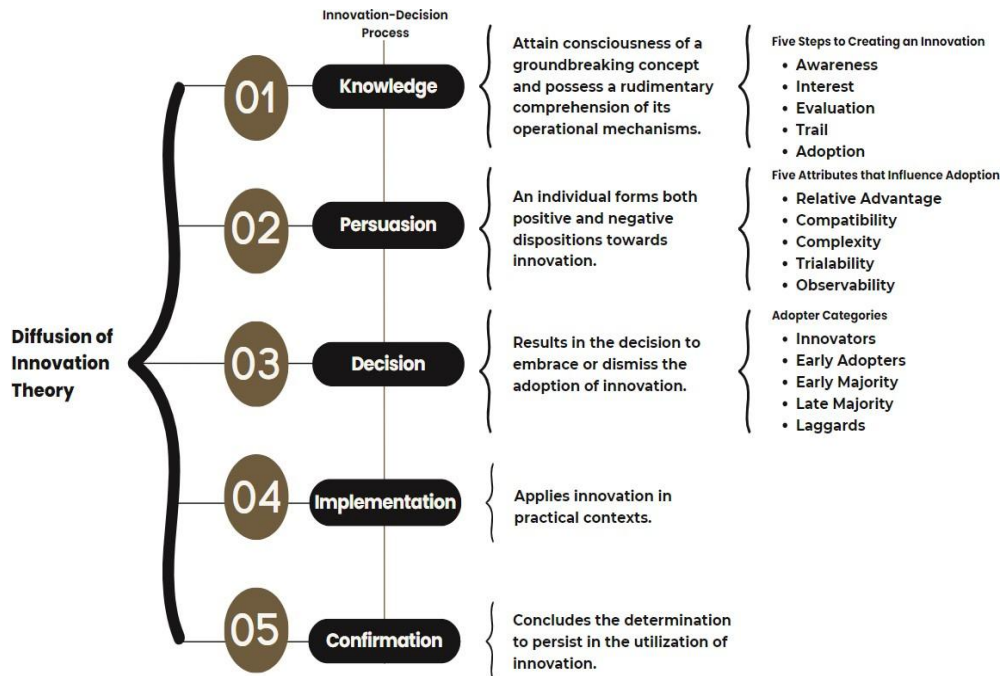 Innovation-Decision
Process
Diffusion of
Innovation
Theory
01
Knowledge
Attain consciousness of a
groundbreaking concept
and possess a rudimentary
comprehension of its
operational mechanisms.
Five Steps to Creating an Innovation
• Awareness
• Interest
• Evaluation
• Trail
• Adoption
02
Persuasion
An individual forms both
positive and negative
dispositions towards
innovation.
Five Attributes that Influence Adoption
• Relative Advantage
• Compatibility
• Complexity
• Trialability
• Observability
03
Decision
Results in the decision to
embrace or dismiss the
adoption of innovation.
Adopter Categories
• Innovators
• Early Adopters
• Early Majority
• Late Majority
• Laggards
04
Implementation
Applies innovation in
practical contexts.
05
Confirmation
Concludes the determination
to persist in the utilization of
innovation.